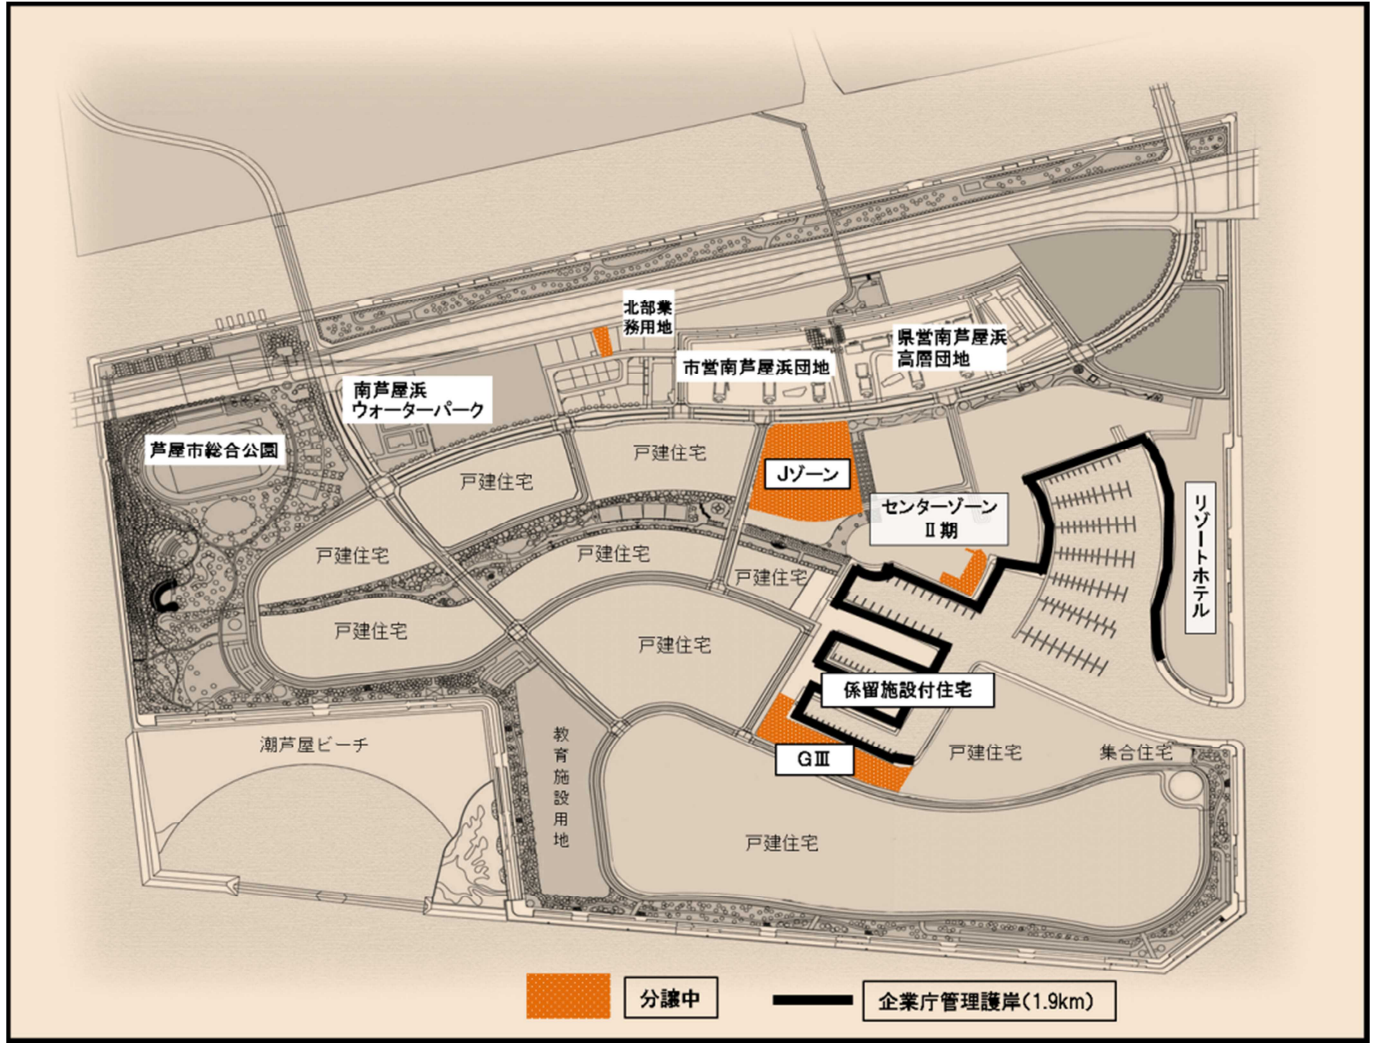 北部業
務用地
県営南芦屋浜
高層団地
市営南芦屋浜団地
南芦屋浜
ウォーターパーク
芦屋市総合公園
戸建住宅
戸建住宅
Jゾーン
センターゾーン
Ⅱ期
リゾートホテル
戸建住宅
戸建住宅
戸建住宅
戸建住宅
戸建住宅
係留施設付住宅
潮芦屋ビーチ
教育施設用地
GⅢ
戸建住宅
集合住宅
戸建住宅
分譲中
企業庁管理護岸(1.9km)